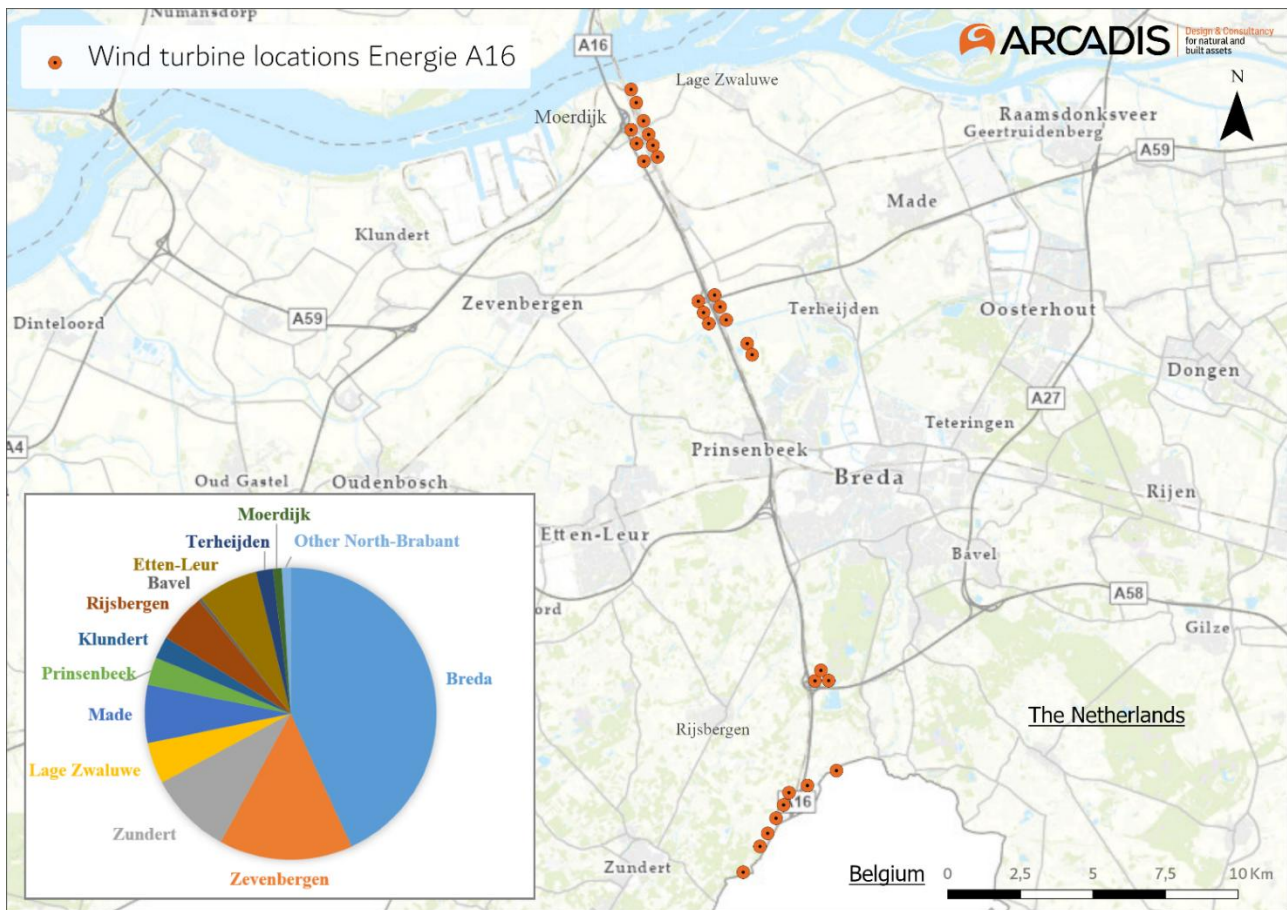 Numansdorp
Wind turbine locations Energie A16
A16
ARCADIS
Design & Consultancy
for natural and
built assets
N
Lage Zwaluwe
Moerdijk
Raamsdonksveer
Geertruidenberg
A59
Made
Klundert
Zevenbergen
A59
Dinteloord
Terheijden
Oosterhout
Dongen
A27
Teteringen
A4
Prinsenbeek
Breda
Oud Gastel
Oudenbosch
Rijen
Etten-Leur
Bavel
A58
Gilze
ord
Rijsbergen
The Netherlands
A16
Zundert
Belgium
0 2,5 5 7,5 10 Km
Moerdijk
Terheijden
Other North-Brabant
Etten-Leur
Bavel
Rijsbergen
Klundert
Prinsenbeek
Breda
Made
Lage Zwaluwe
Zundert
Zevenbergen